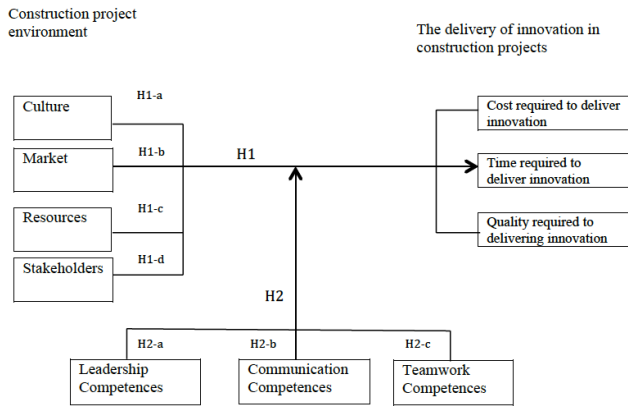 Construction project
environment
The delivery of innovation in
construction projects
H1-a
Culture
Cost required to deliver
innovation
H1-b
H1
Market
Time required to
deliver innovation
H1-c
Resources
Quality required to
delivering innovation
H1-d
Stakeholders
H2
H2-a
H2-b
H2-c
Leadership
Competences
Communication
Competences
Teamwork
Competences